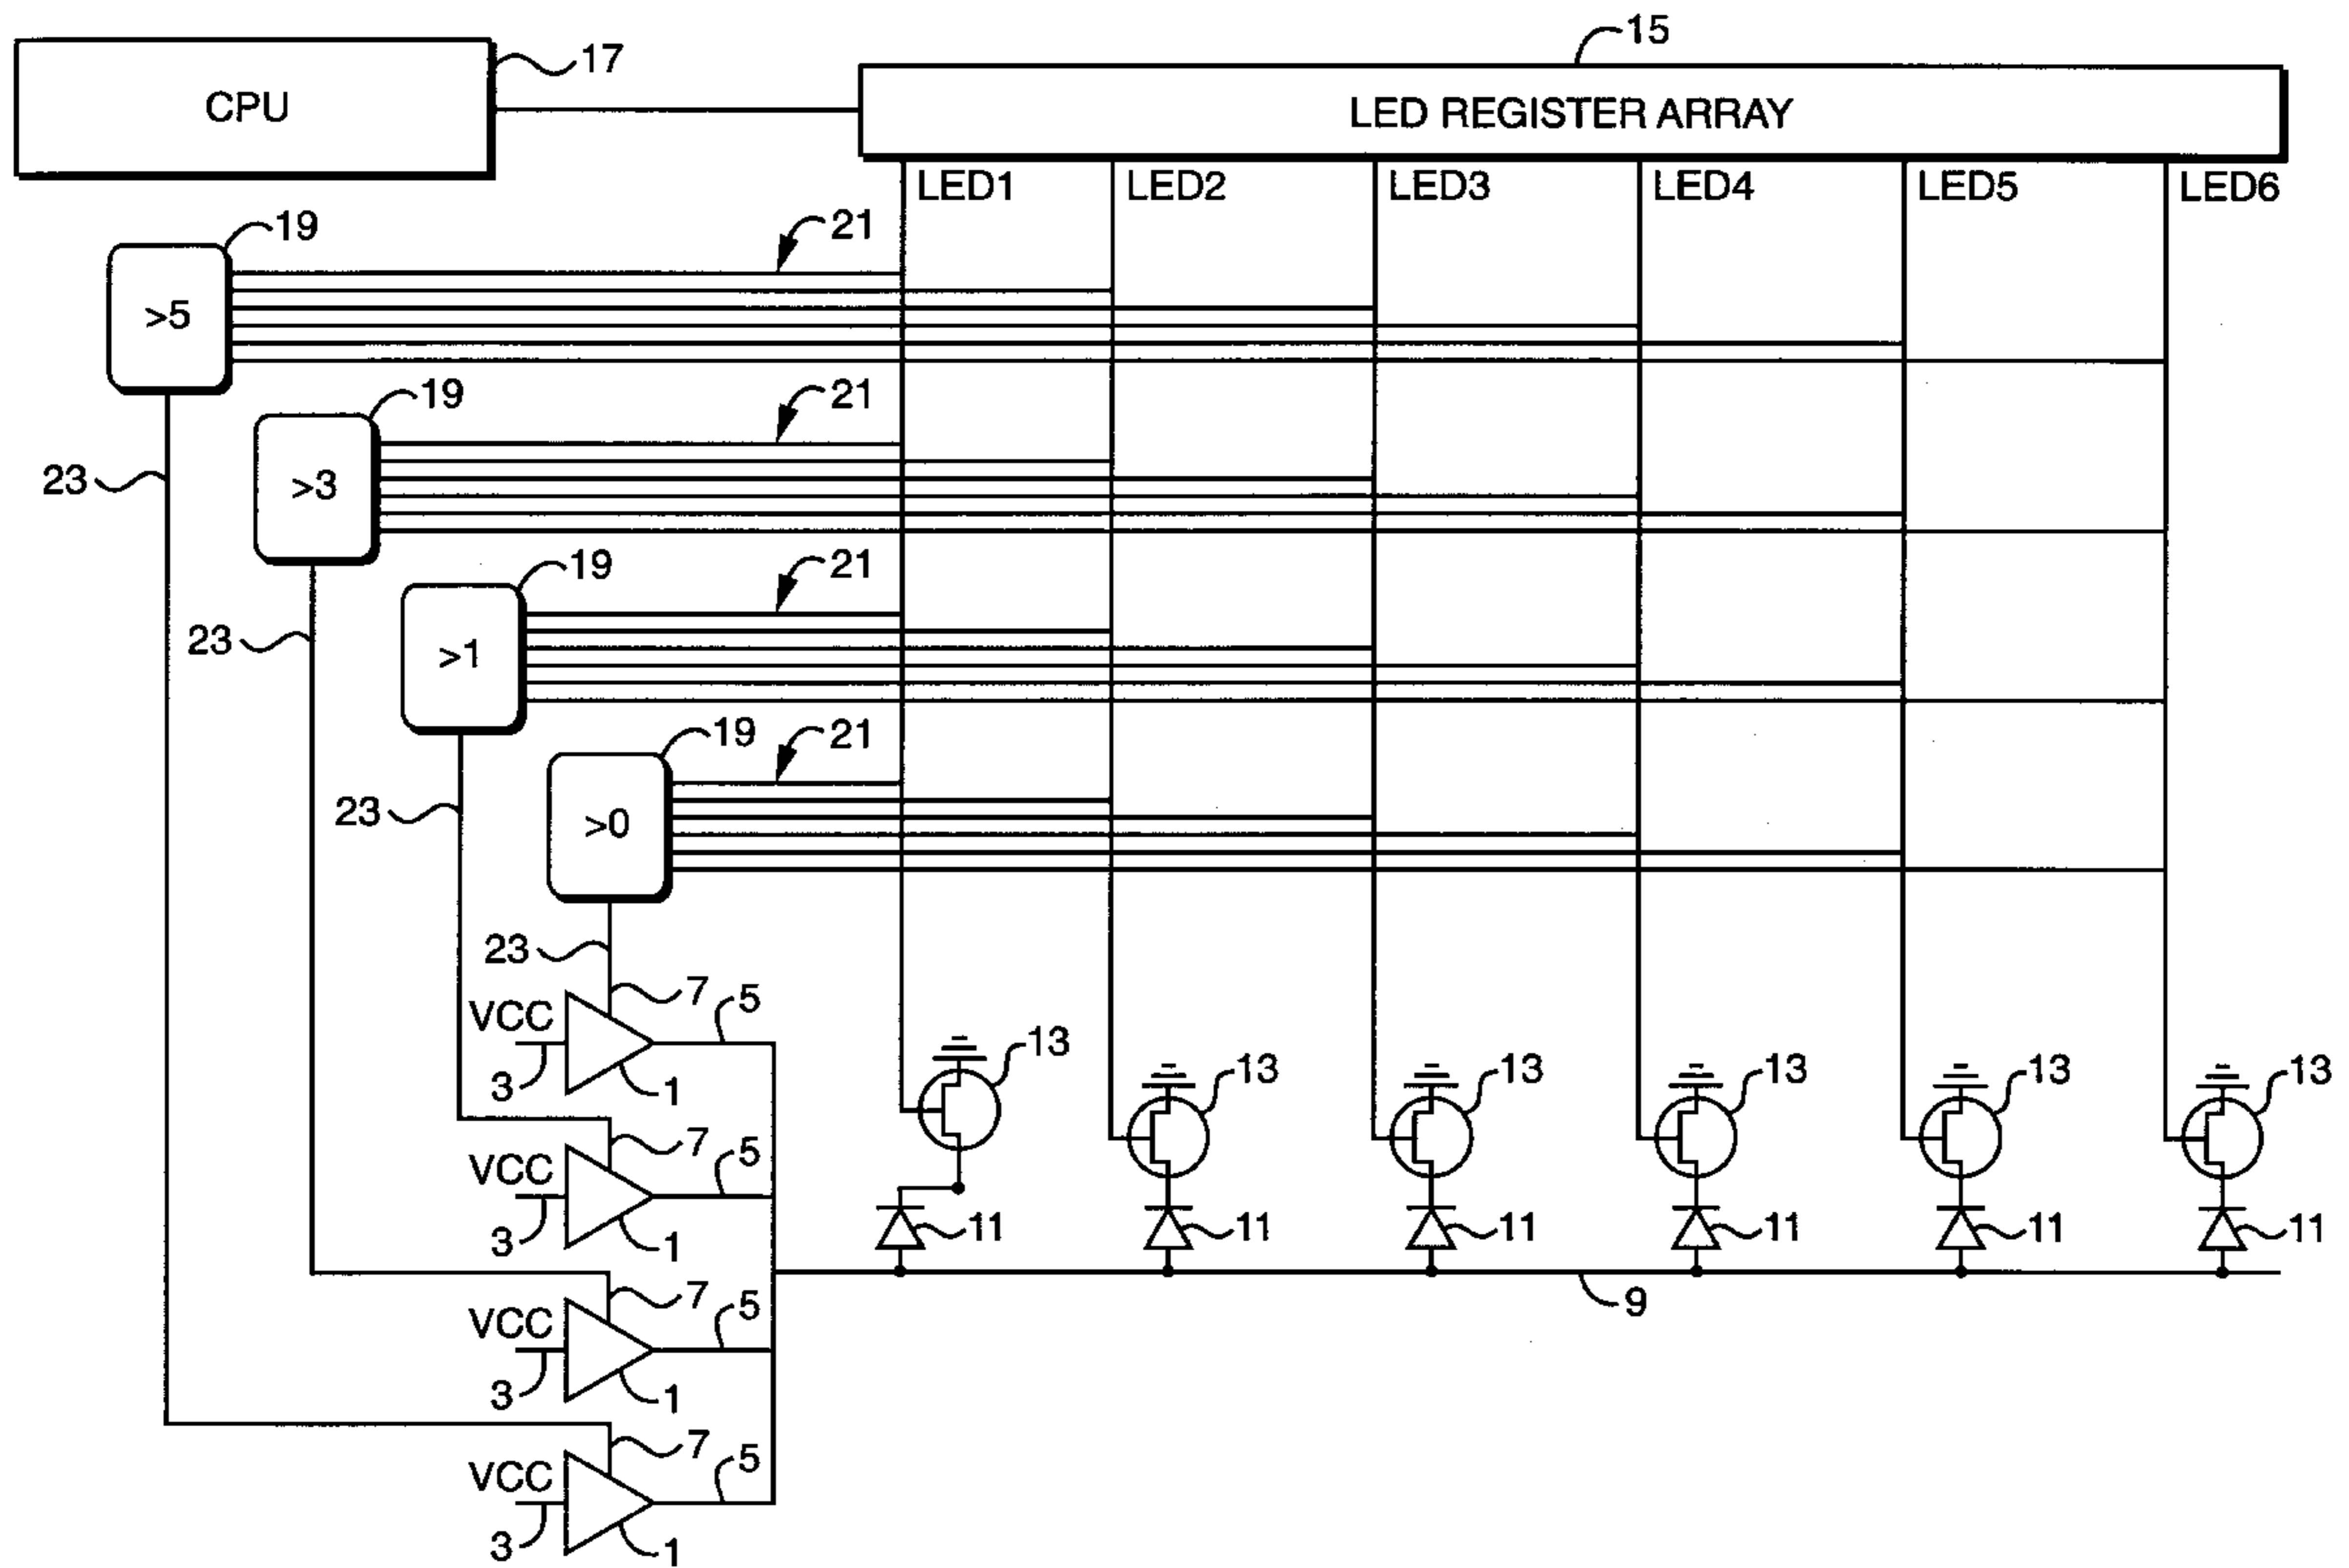 15
17
CPU
LED REGISTER ARRAY
LED1 LED2 LED3 LED4 LED5 LED6
19 21
>5
19 21
23 >3
19 21
23 >1
19 21
23 >0
23
7 5
VCC
13
3 1
13 13 13 13 13
7 5
VCC
11 11 11 11 11 11
3 1
7 5
9
VCC
3 1
7 5
VCC
3 1